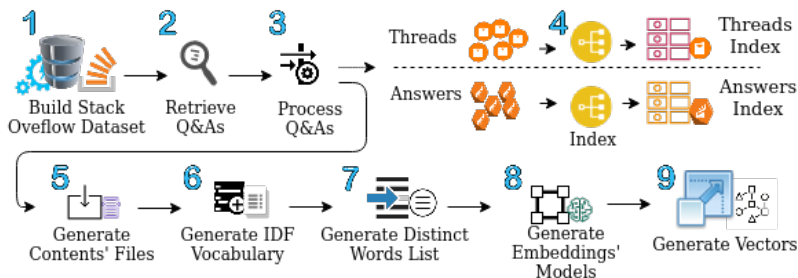 1
2
3
4
Build Stack
Oveflow Dataset
Retrieve
Q&As
Process
Q&As
Threads
Threads
Index
Answers
Index
Answers
Index
5
6
7
8
9
Generate
Contents' Files
Generate IDF
Vocabulary
Generate Distinct
Words List
Generate
Embeddings'
Models
Generate Vectors